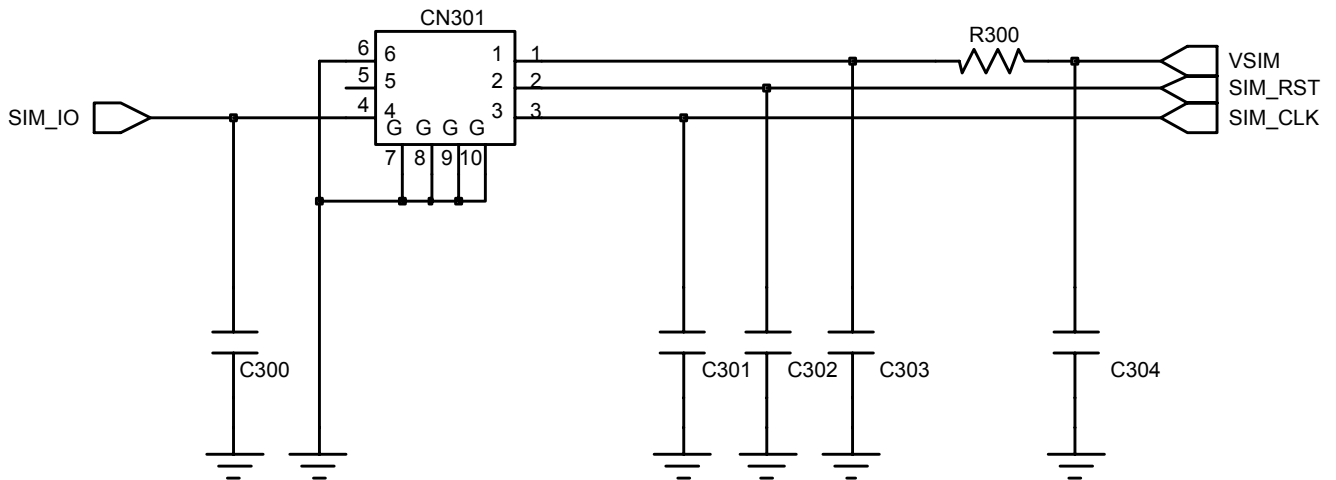 CN301
R300
6 6 1 1
VSIM
5 5 2 2
SIM_RST
SIM_IO
4 4 3 3
SIM_CLK
G G G G
7 8 9 10
C300
C301
C302
C303
C304